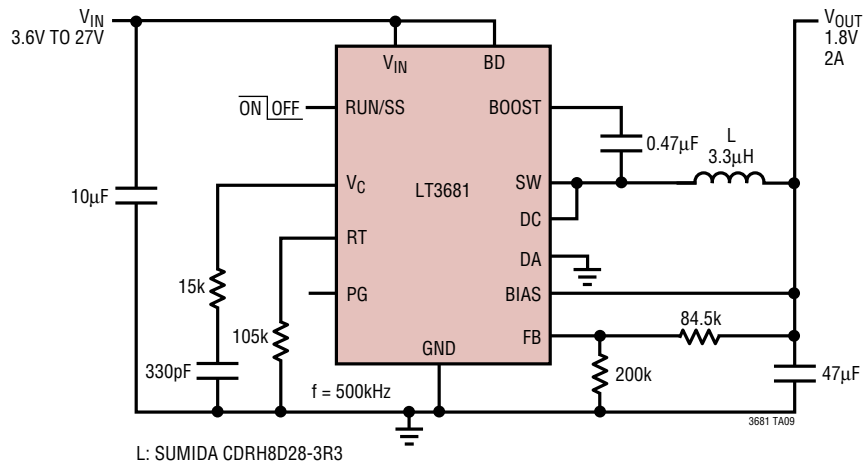 VIN
3.6V TO 27V
VOUT
1.8V
2A
VIN
BD
ON OFF
RUN/SS
BOOST
0.47µF
L
3.3µH
10µF
VC
LT3681
SW
DC
RT
DA
15k
PG
BIAS
105k
84.5k
FB
GND
330pF
f = 500kHz
200k
47µF
3681 TA09
L: SUMIDA CDRH8D28-3R3